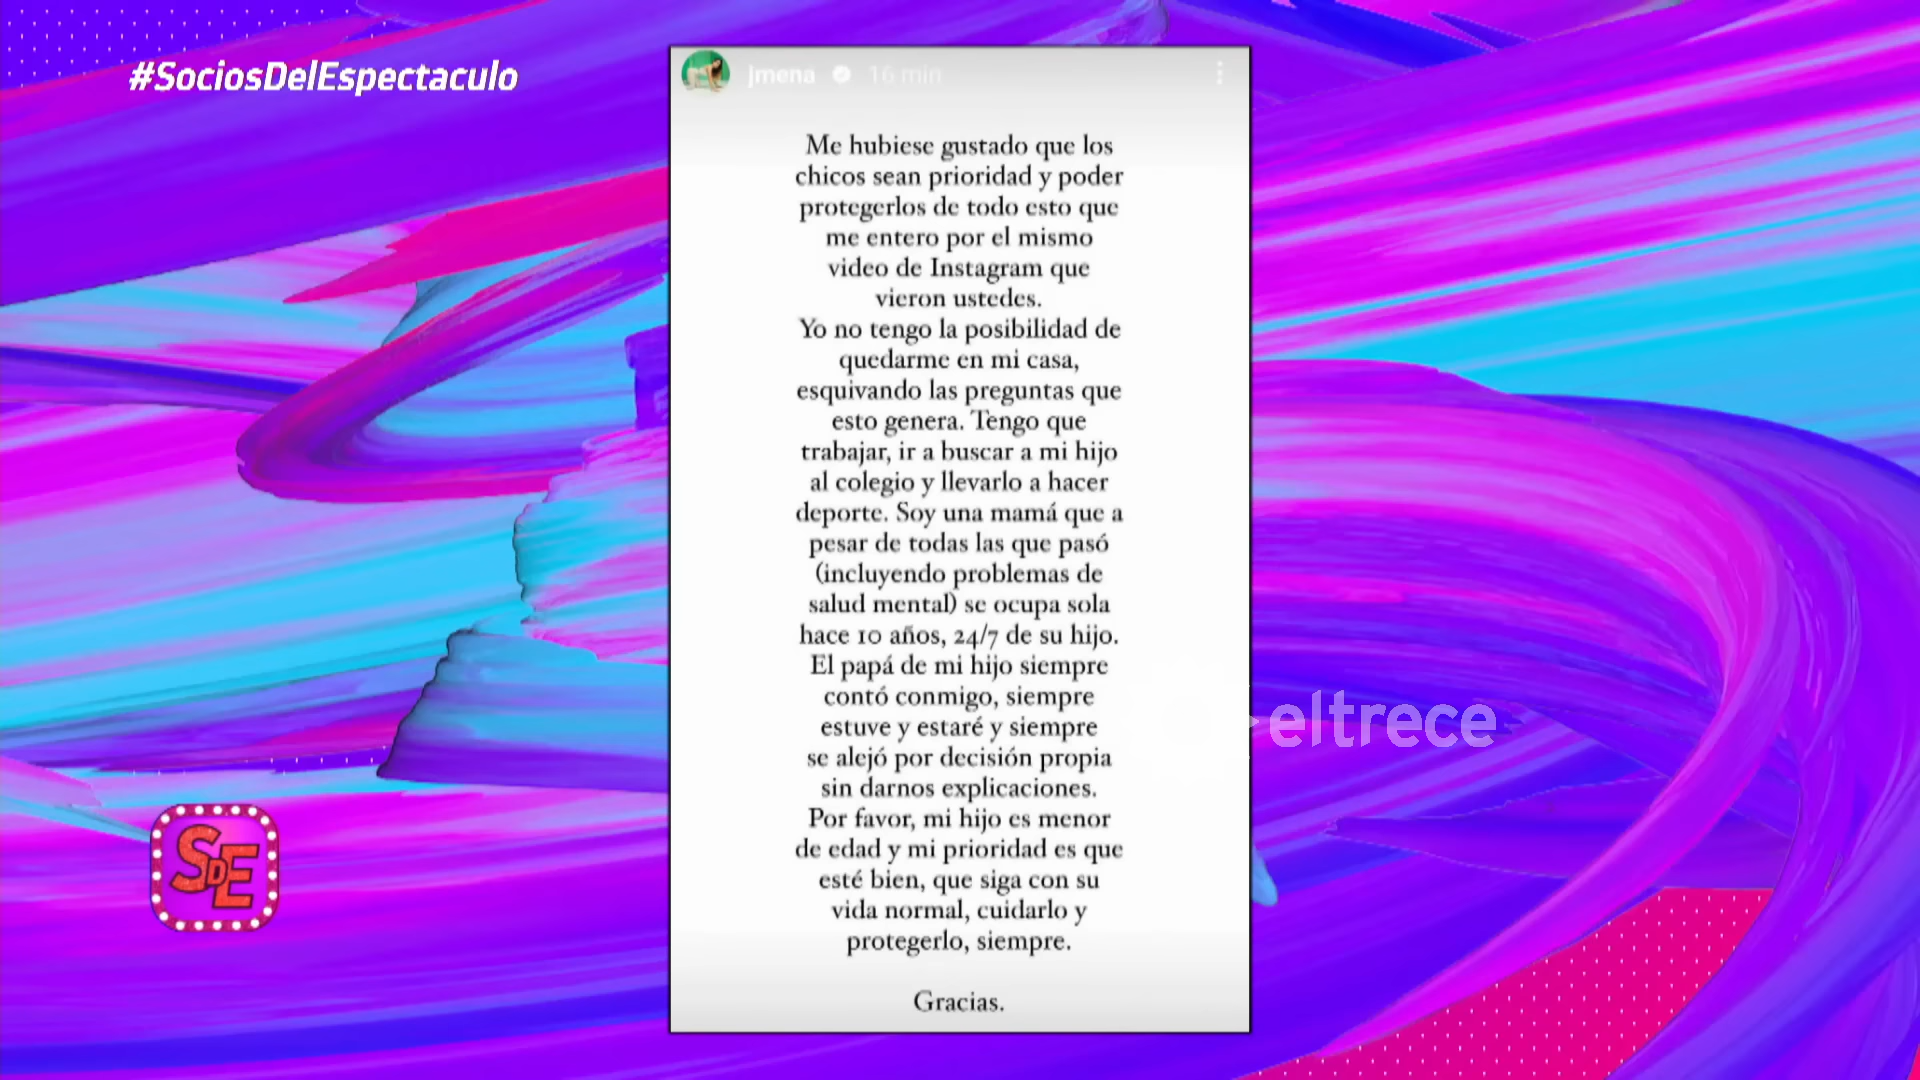 #SociosDelEspectaculo
jmena 16 min
Me hubiese gustado que los
chicos sean prioridad y poder
protegerlos de todo esto que
me entero por el mismo
video de Instagram que
vieron ustedes.
Yo no tengo la posibilidad de
quedarme en mi casa,
esquivando las preguntas que
esto genera. Tengo que
trabajar, ir a buscar a mi hijo
al colegio y llevarlo a hacer
deporte. Soy una mamá que a
pesar de todas las que pasó
(incluyendo problemas de
salud mental) se ocupa sola
hace 10 años, 24/7 de su hijo.
El papá de mi hijo siempre
contó conmigo, siempre
estuve y estaré y siempre
se alejó por decisión propia
sin darnos explicaciones.
Por favor, mi hijo es menor
de edad y mi prioridad es que
esté bien, que siga con su
vida normal, cuidarlo y
protegerlo, siempre.
Gracias.
eltrece
SDE